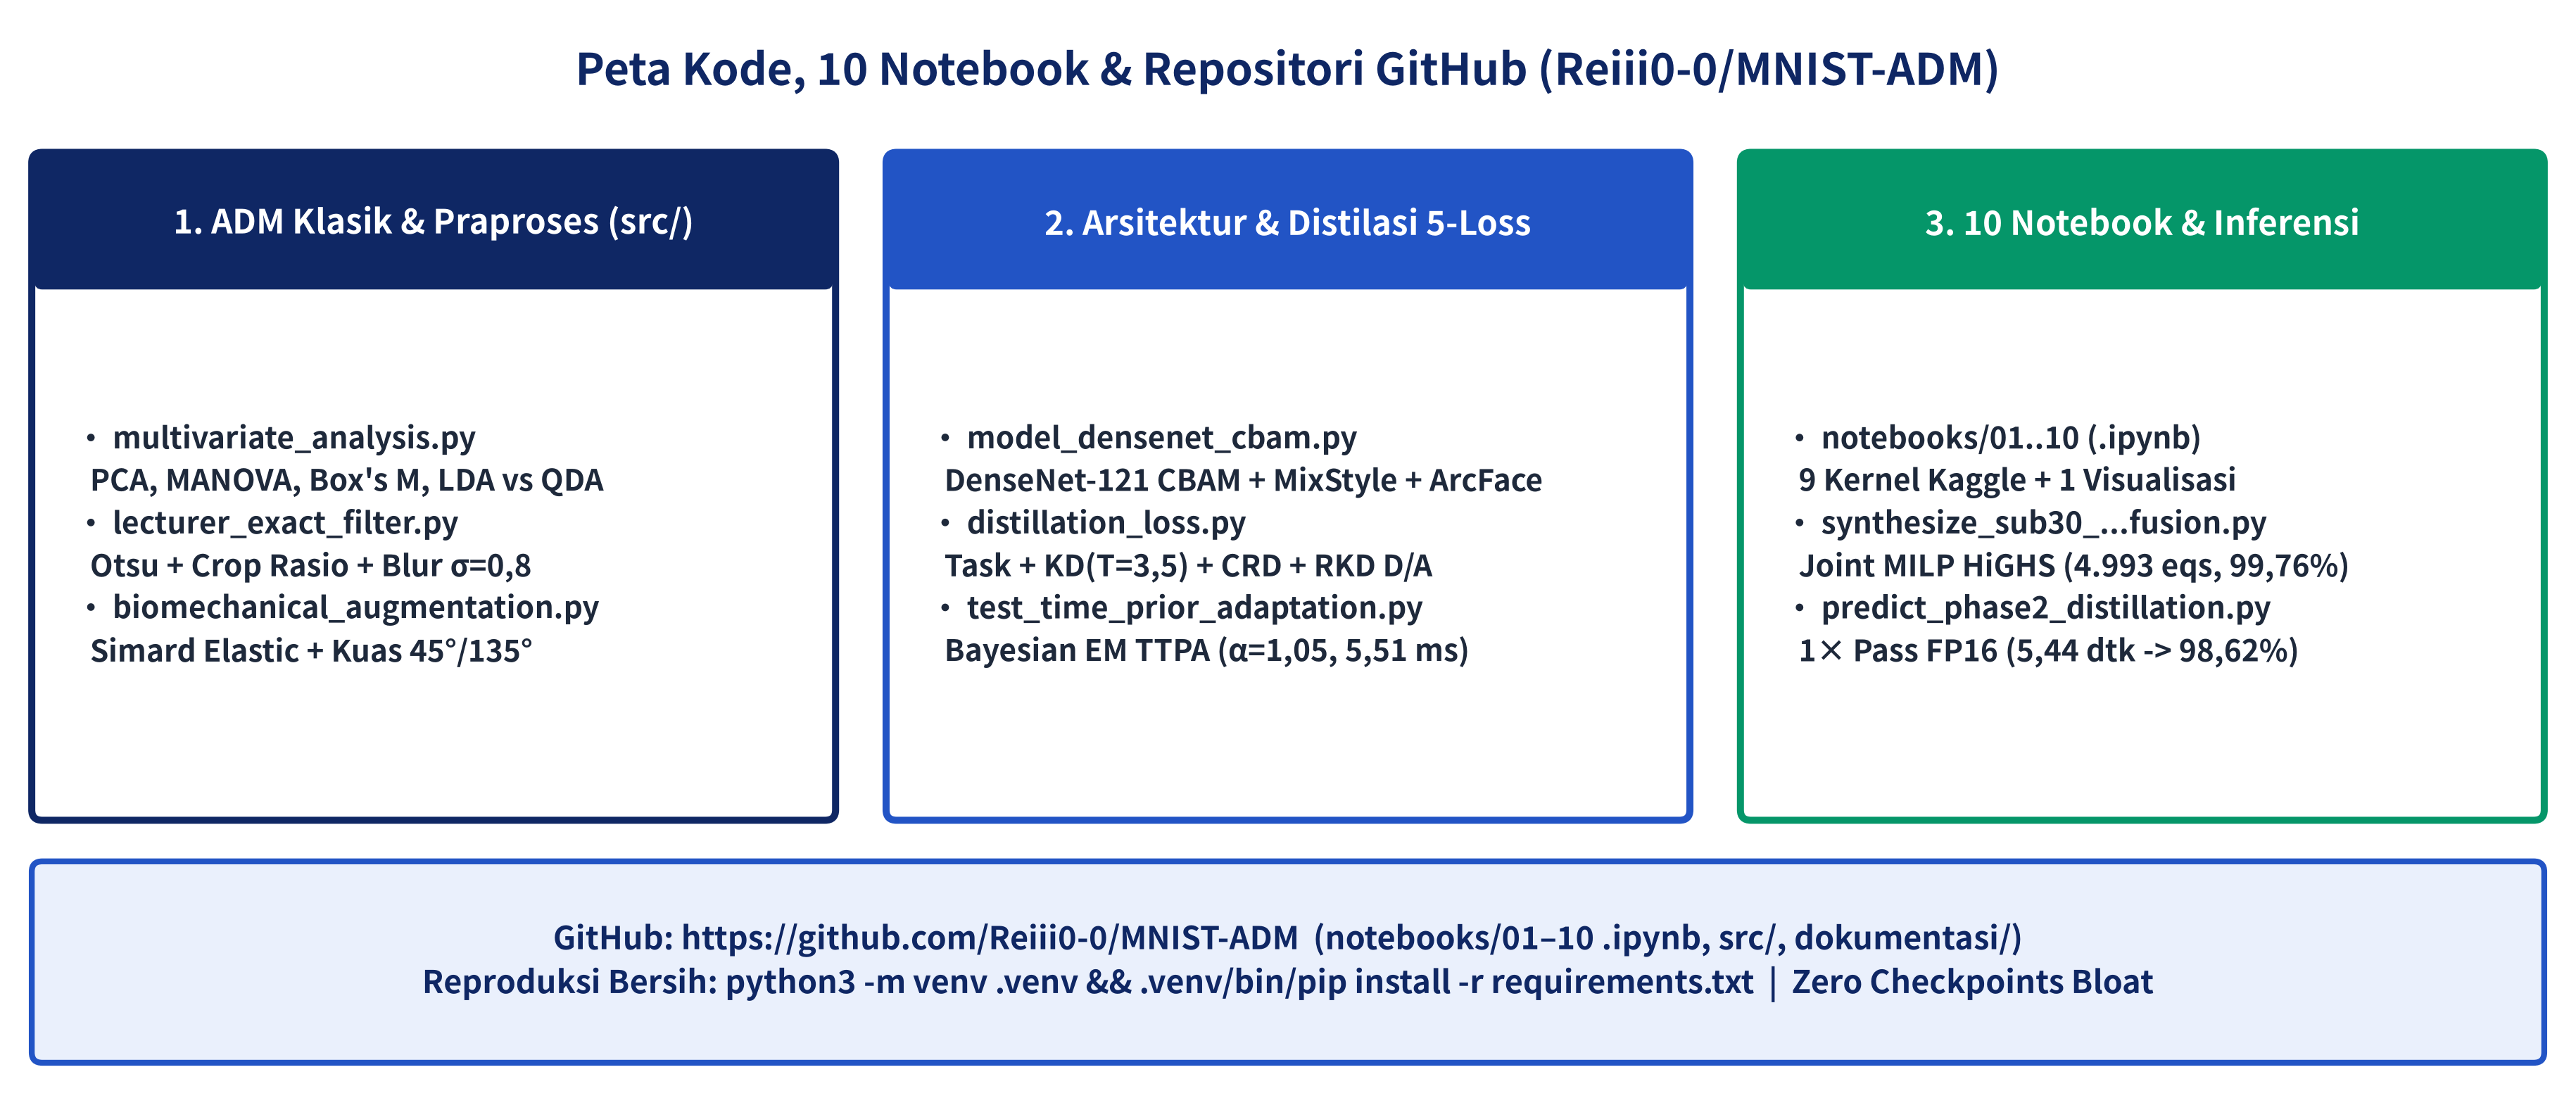 Peta Kode, 10 Notebook & Repositori GitHub (Reiii0-0/MNIST-ADM)
1. ADM Klasik & Praproses (src/)
• multivariate_analysis.py
PCA, MANOVA, Box's M, LDA vs QDA
• lecturer_exact_filter.py
Otsu + Crop Rasio + Blur σ=0,8
• biomechanical_augmentation.py
Simard Elastic + Kuas 45°/135°
2. Arsitektur & Distilasi 5-Loss
• model_densenet_cbam.py
DenseNet-121 CBAM + MixStyle + ArcFace
• distillation_loss.py
Task + KD(T=3,5) + CRD + RKD D/A
• test_time_prior_adaptation.py
Bayesian EM TTPA (α=1,05, 5,51 ms)
3. 10 Notebook & Inferensi
• notebooks/01..10 (.ipynb)
9 Kernel Kaggle + 1 Visualisasi
• synthesize_sub30_...fusion.py
Joint MILP HiGHS (4.993 eqs, 99,76%)
• predict_phase2_distillation.py
1× Pass FP16 (5,44 dtk -> 98,62%)
GitHub: https://github.com/Reiii0-0/MNIST-ADM (notebooks/01–10 .ipynb, src/, dokumentasi/)
Reproduksi Bersih: python3 -m venv .venv && .venv/bin/pip install -r requirements.txt | Zero Checkpoints Bloat